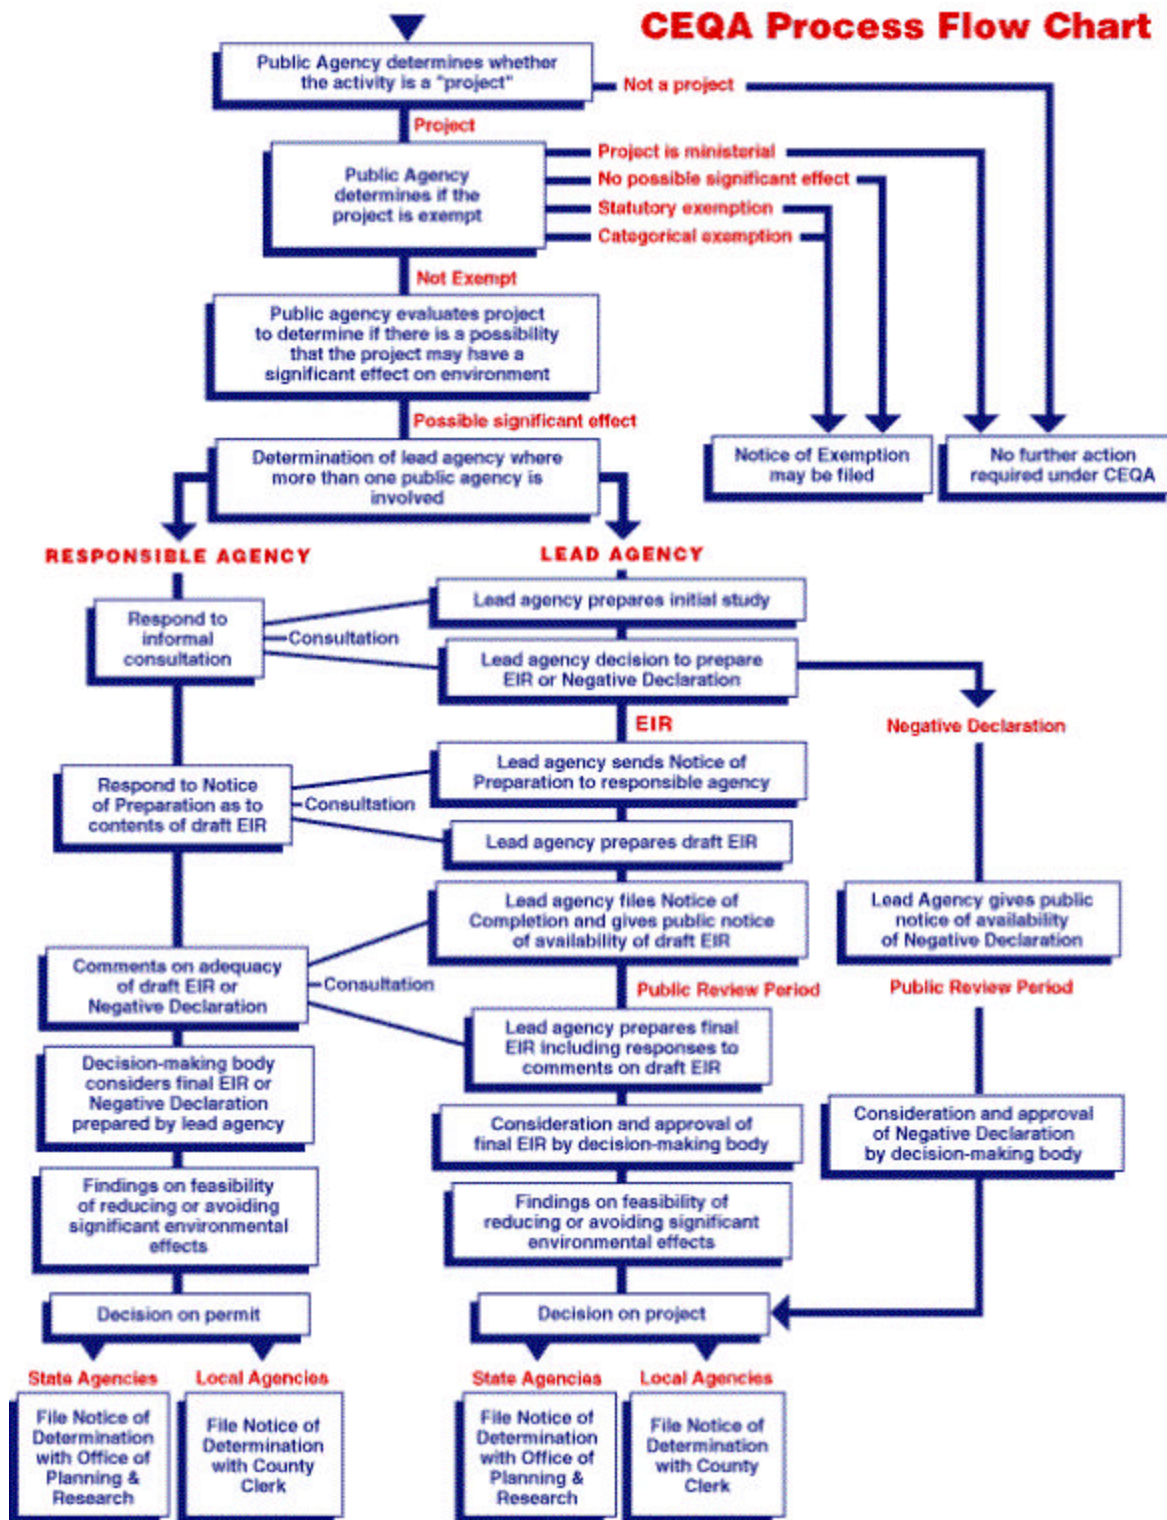 CEQA Process Flow Chart
Public Agency determines whether
the activity is a "project"
Not a project
Project
Public Agency
determines if the
project is exempt
Project is ministerial
No possible significant effect
Statutory exemption
Categorical exemption
Not Exempt
Public agency evaluates project
to determine if there is a possibility
that the project may have a
significant effect on environment
Possible significant effect
Determination of lead agency where
more than one public agency is
involved
Notice of Exemption
may be filed
No further action
required under CEQA
RESPONSIBLE AGENCY
LEAD AGENCY
Respond to
informal
consultation
Consultation
Lead agency prepares initial study
Lead agency decision to prepare
EIR or Negative Declaration
EIR
Negative Declaration
Respond to Notice
of Preparation as to
contents of draft EIR
Consultation
Lead agency sends Notice of
Preparation to responsible agency
Lead agency prepares draft EIR
Lead agency files Notice of
Completion and gives public notice
of availability of draft EIR
Lead Agency gives public
notice of availability
of Negative Declaration
Comments on adequacy
of draft EIR or
Negative Declaration
Consultation
Public Review Period
Public Review Period
Lead agency prepares final
EIR including responses to
comments on draft EIR
Decision-making body
considers final EIR or
Negative Declaration
prepared by lead agency
Consideration and approval of
final EIR by decision-making body
Consideration and approval
of Negative Declaration
by decision-making body
Findings on feasibility
of reducing or avoiding
significant environmental
effects
Findings on feasibility of
reducing or avoiding significant
environmental effects
Decision on permit
Decision on project
State Agencies
Local Agencies
State Agencies
Local Agencies
File Notice of
Determination
with Office of
Planning &
Research
File Notice of
Determination
with County
Clerk
File Notice of
Determination
with Office of
Planning &
Research
File Notice of
Determination
with County
Clerk